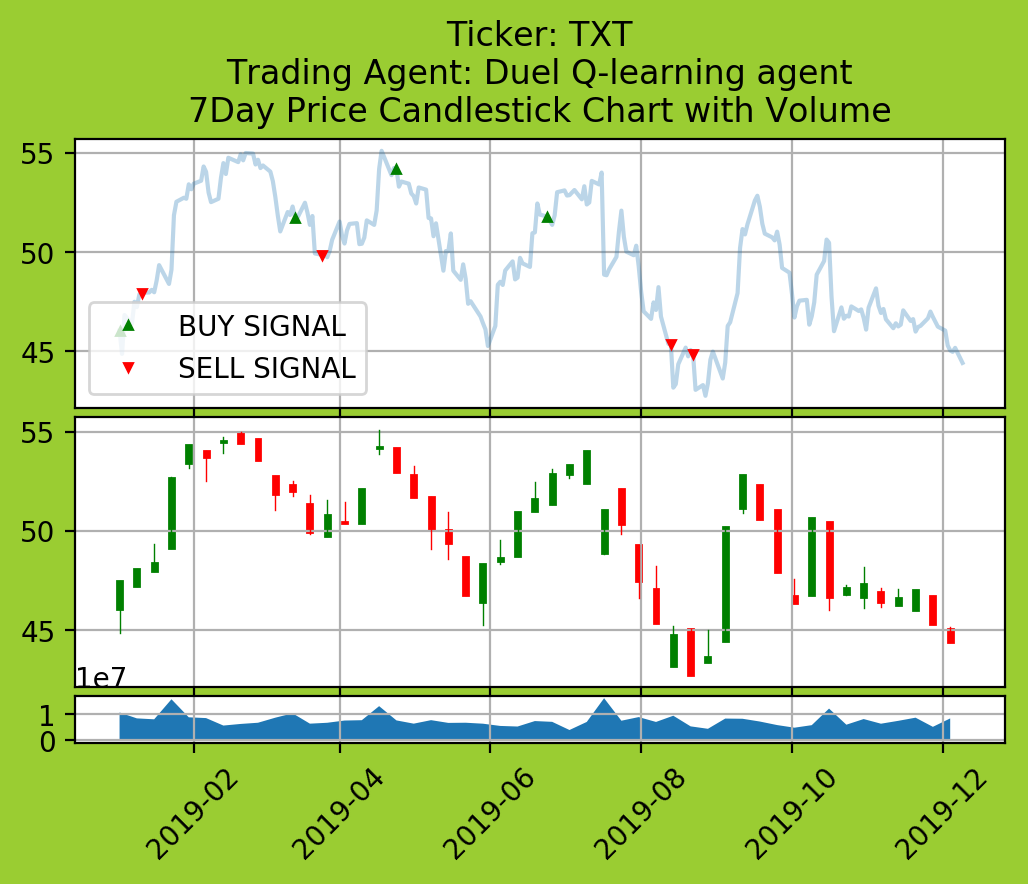 Ticker: TXT
Trading Agent: Duel Q-learning agent
7Day Price Candlestick Chart with Volume
55
50
45
BUY SIGNAL
SELL SIGNAL
55
50
45
1e7
1
0
2019-02
2019-04
2019-06
2019-08
2019-10
2019-12